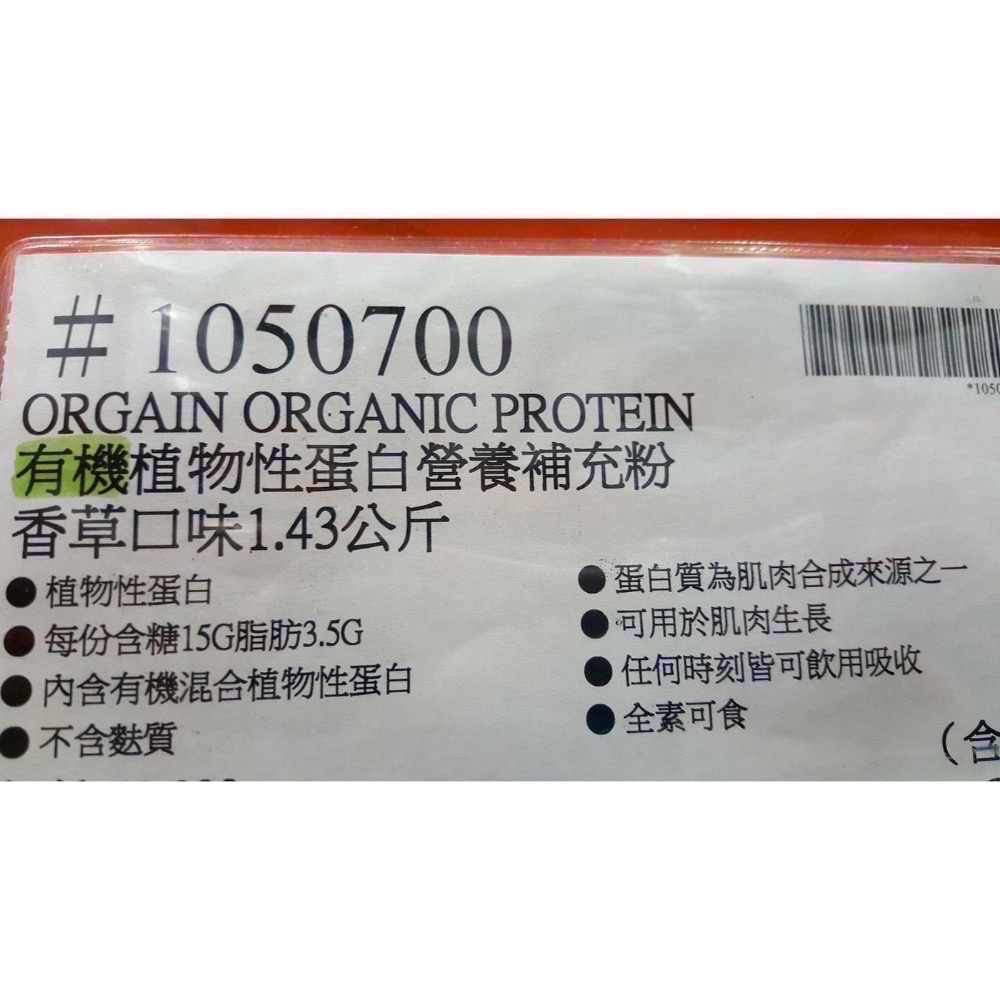 # 1050700
*1050
ORGAIN ORGANIC PROTEIN
有機植物性蛋白營養補充粉
香草口味1.43公斤
●植物性蛋白
●每份含糖15G脂肪3.5G
●內含有機混合植物性蛋白
●不含麩質
●蛋白質為肌肉合成來源之一
●可用於肌肉生長
●任何時刻皆可飲用吸收
●全素可食
(含